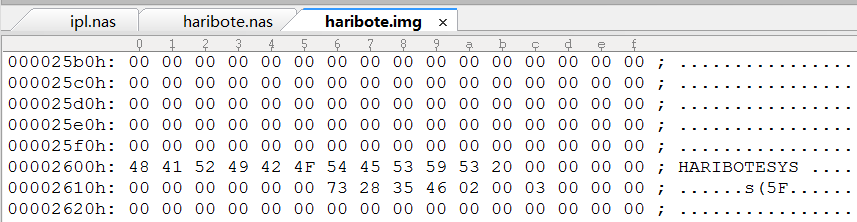 ipl.nas haribote.nas haribote.img ×
0 1 2 3 4 5 6 7 8 9 a b c d e f
000025b0h: 00 00 00 00 00 00 00 00 00 00 00 00 00 00 00 00 ; ................
000025c0h: 00 00 00 00 00 00 00 00 00 00 00 00 00 00 00 00 ; ................
000025d0h: 00 00 00 00 00 00 00 00 00 00 00 00 00 00 00 00 ; ................
000025e0h: 00 00 00 00 00 00 00 00 00 00 00 00 00 00 00 00 ; ................
000025f0h: 00 00 00 00 00 00 00 00 00 00 00 00 00 00 00 00 ; ................
00002600h: 48 41 52 49 42 4F 54 45 53 59 53 20 00 00 00 00 ; HARIBOTESYS ....
00002610h: 00 00 00 00 00 00 73 28 35 46 02 00 03 00 00 00 ; ......s(5F......
00002620h: 00 00 00 00 00 00 00 00 00 00 00 00 00 00 00 00 ; ................